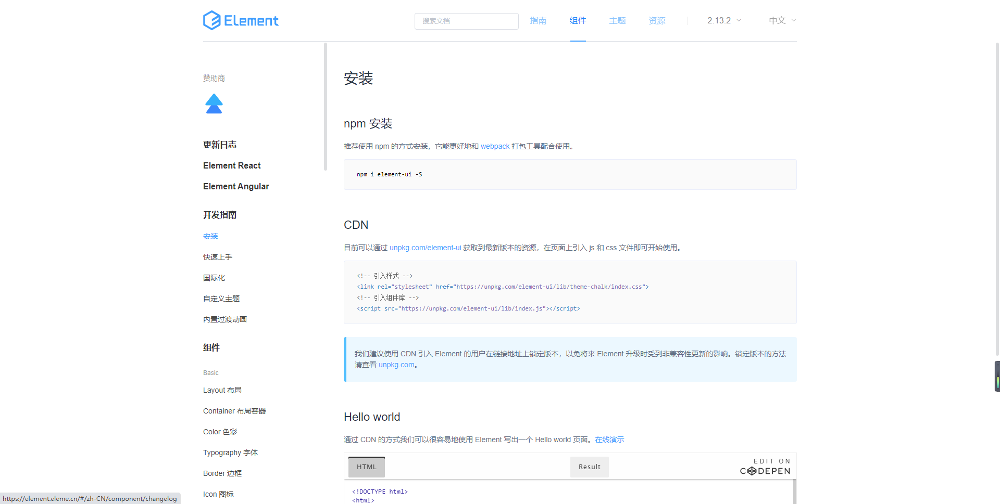 Element
搜索文档
指南
组件
主题
资源
2.13.2
中文
赞助商
更新日志
Element React
Element Angular
开发指南
安装
快速上手
国际化
自定义主题
内置过渡动画
组件
Basic
Layout 布局
Container 布局容器
Color 色彩
Typography 字体
Border 边框
Icon 图标
安装
npm 安装
推荐使用 npm 的方式安装，它能更好地和 webpack 打包工具配合使用。
npm i element-ui -S
CDN
目前可以通过 unpkg.com/element-ui 获取到最新版本的资源，在页面上引入 js 和 css 文件即可开始使用。
<!-- 引入样式 -->
<link rel="stylesheet" href="https://unpkg.com/element-ui/lib/theme-chalk/index.css">
<!-- 引入组件库 -->
<script src="https://unpkg.com/element-ui/lib/index.js"></script>
我们建议使用 CDN 引入 Element 的用户在链接地址上锁定版本，以免将来 Element 升级时受到非兼容性更新的影响。锁定版本的方法
请查看 unpkg.com。
Hello world
通过 CDN 的方式我们可以很容易地使用 Element 写出一个 Hello world 页面。在线演示
HTML
Result
EDIT ON
CODEPEN
<!DOCTYPE html>
<html>
https://element.eleme.cn/#/zh-CN/component/changelog